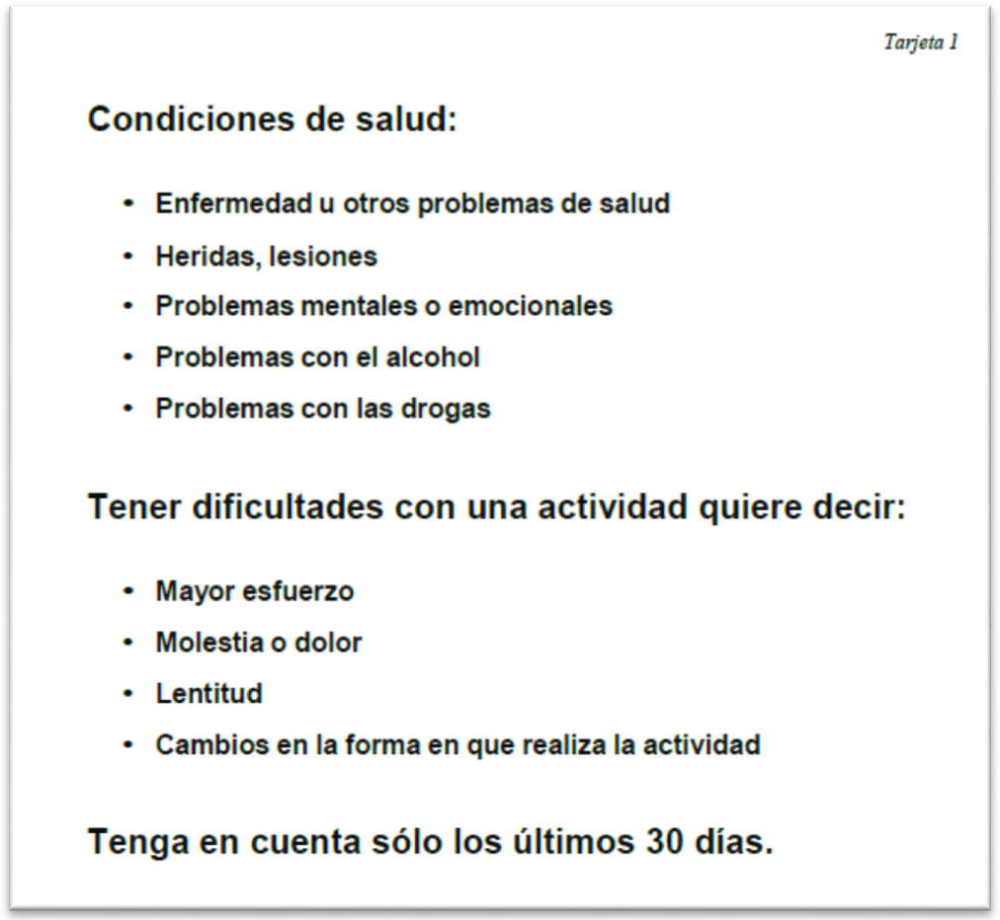 Tarjeta 1
Condiciones de salud:
• Enfermedad u otros problemas de salud
• Heridas, lesiones
• Problemas mentales o emocionales
• Problemas con el alcohol
• Problemas con las drogas
Tener dificultades con una actividad quiere decir:
• Mayor esfuerzo
• Molestia o dolor
• Lentitud
• Cambios en la forma en que realiza la actividad
Tenga en cuenta sólo los últimos 30 días.